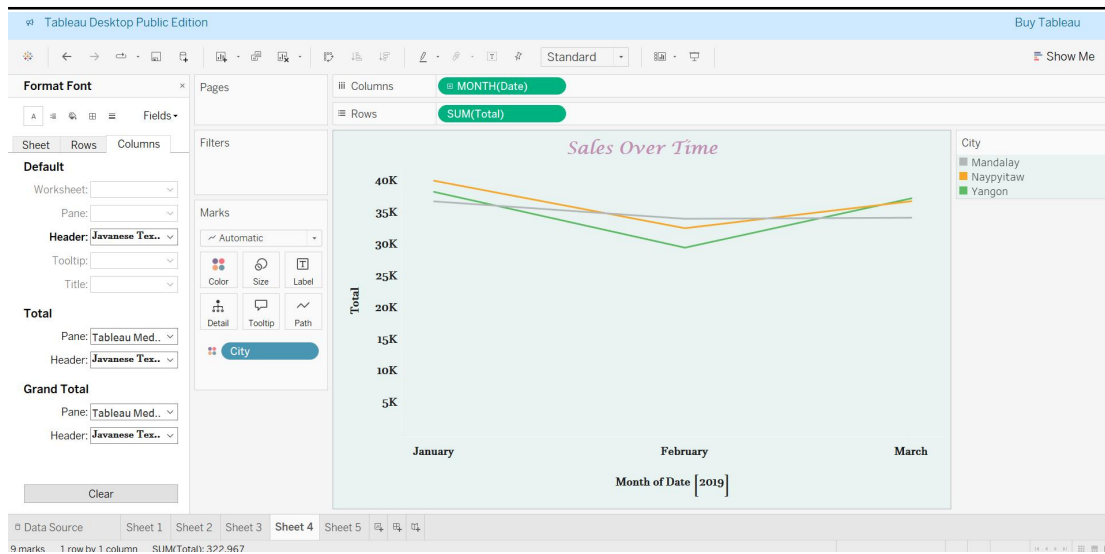 Tableau Desktop Public Edition
Buy Tableau
Standard
Show Me
Format Font
×
Fields
Sheet Rows Columns
Default
Worksheet:
Pane:
Header: Javanese Tex..
Tooltip:
Title:
Total
Pane: Tableau Med..
Header: Javanese Tex..
Grand Total
Pane: Tableau Med..
Header: Javanese Tex..
Clear
Pages
Filters
Marks
Automatic
Color Size Label
Detail Tooltip Path
City
Columns MONTH(Date)
Rows SUM(Total)
Sales Over Time
Total
40K
35K
30K
25K
20K
15K
10K
5K
January February March
Month of Date [2019]
City
Mandalay
Naypyitaw
Yangon
Data Source Sheet 1 Sheet 2 Sheet 3 Sheet 4 Sheet 5
9 marks 1 row by 1 column SUM(Total): 322,967